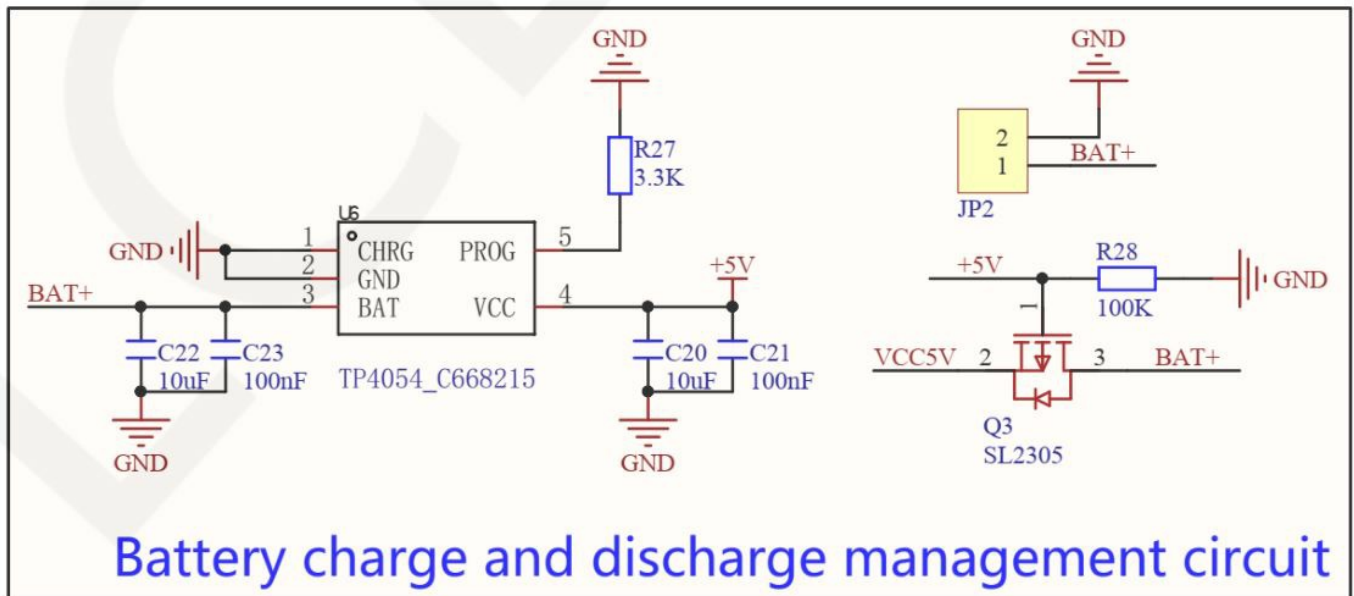 GND
R27
3.3K
U6
GND
1
CHRG
PROG
5
2
GND
+5V
BAT+
3
BAT
VCC
4
C22
10uF
C23
100nF
TP4054_C668215
C20
10uF
C21
100nF
GND
GND
GND
2
1
BAT+
JP2
+5V
R28
100K
GND
1
VCC5V
2
3
BAT+
Q3
SL2305
Battery charge and discharge management circuit